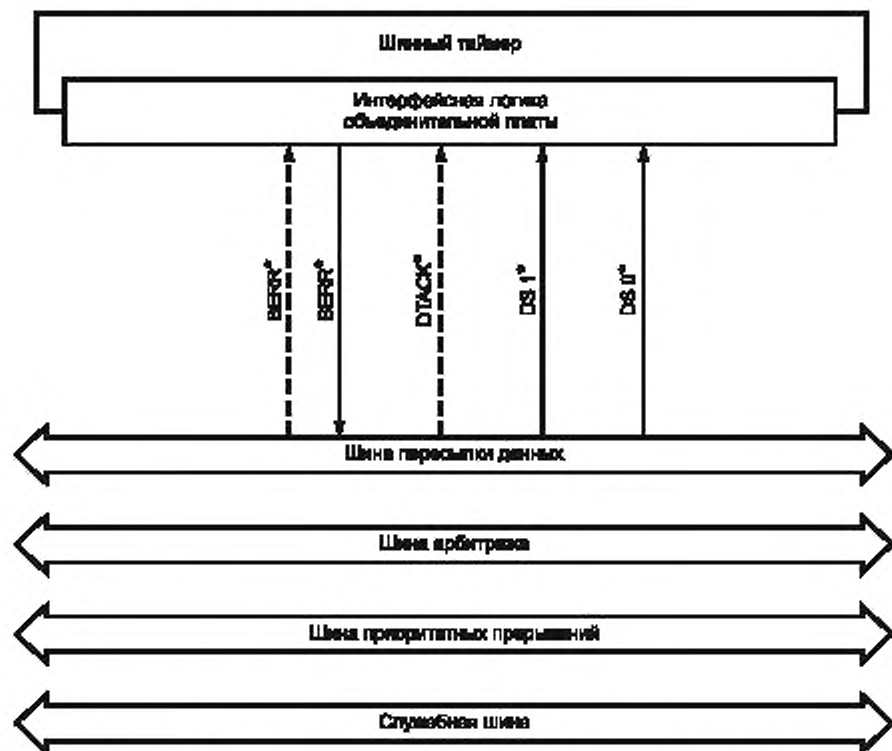 Шинный таймер
Интерфейсная логика
объединительной платы
BERR*
BERR*
DTACK*
DS 1*
DS 0*
Шина пересылки данных
Шина арбитража
Шина приоритетных прерываний
Служебная шина